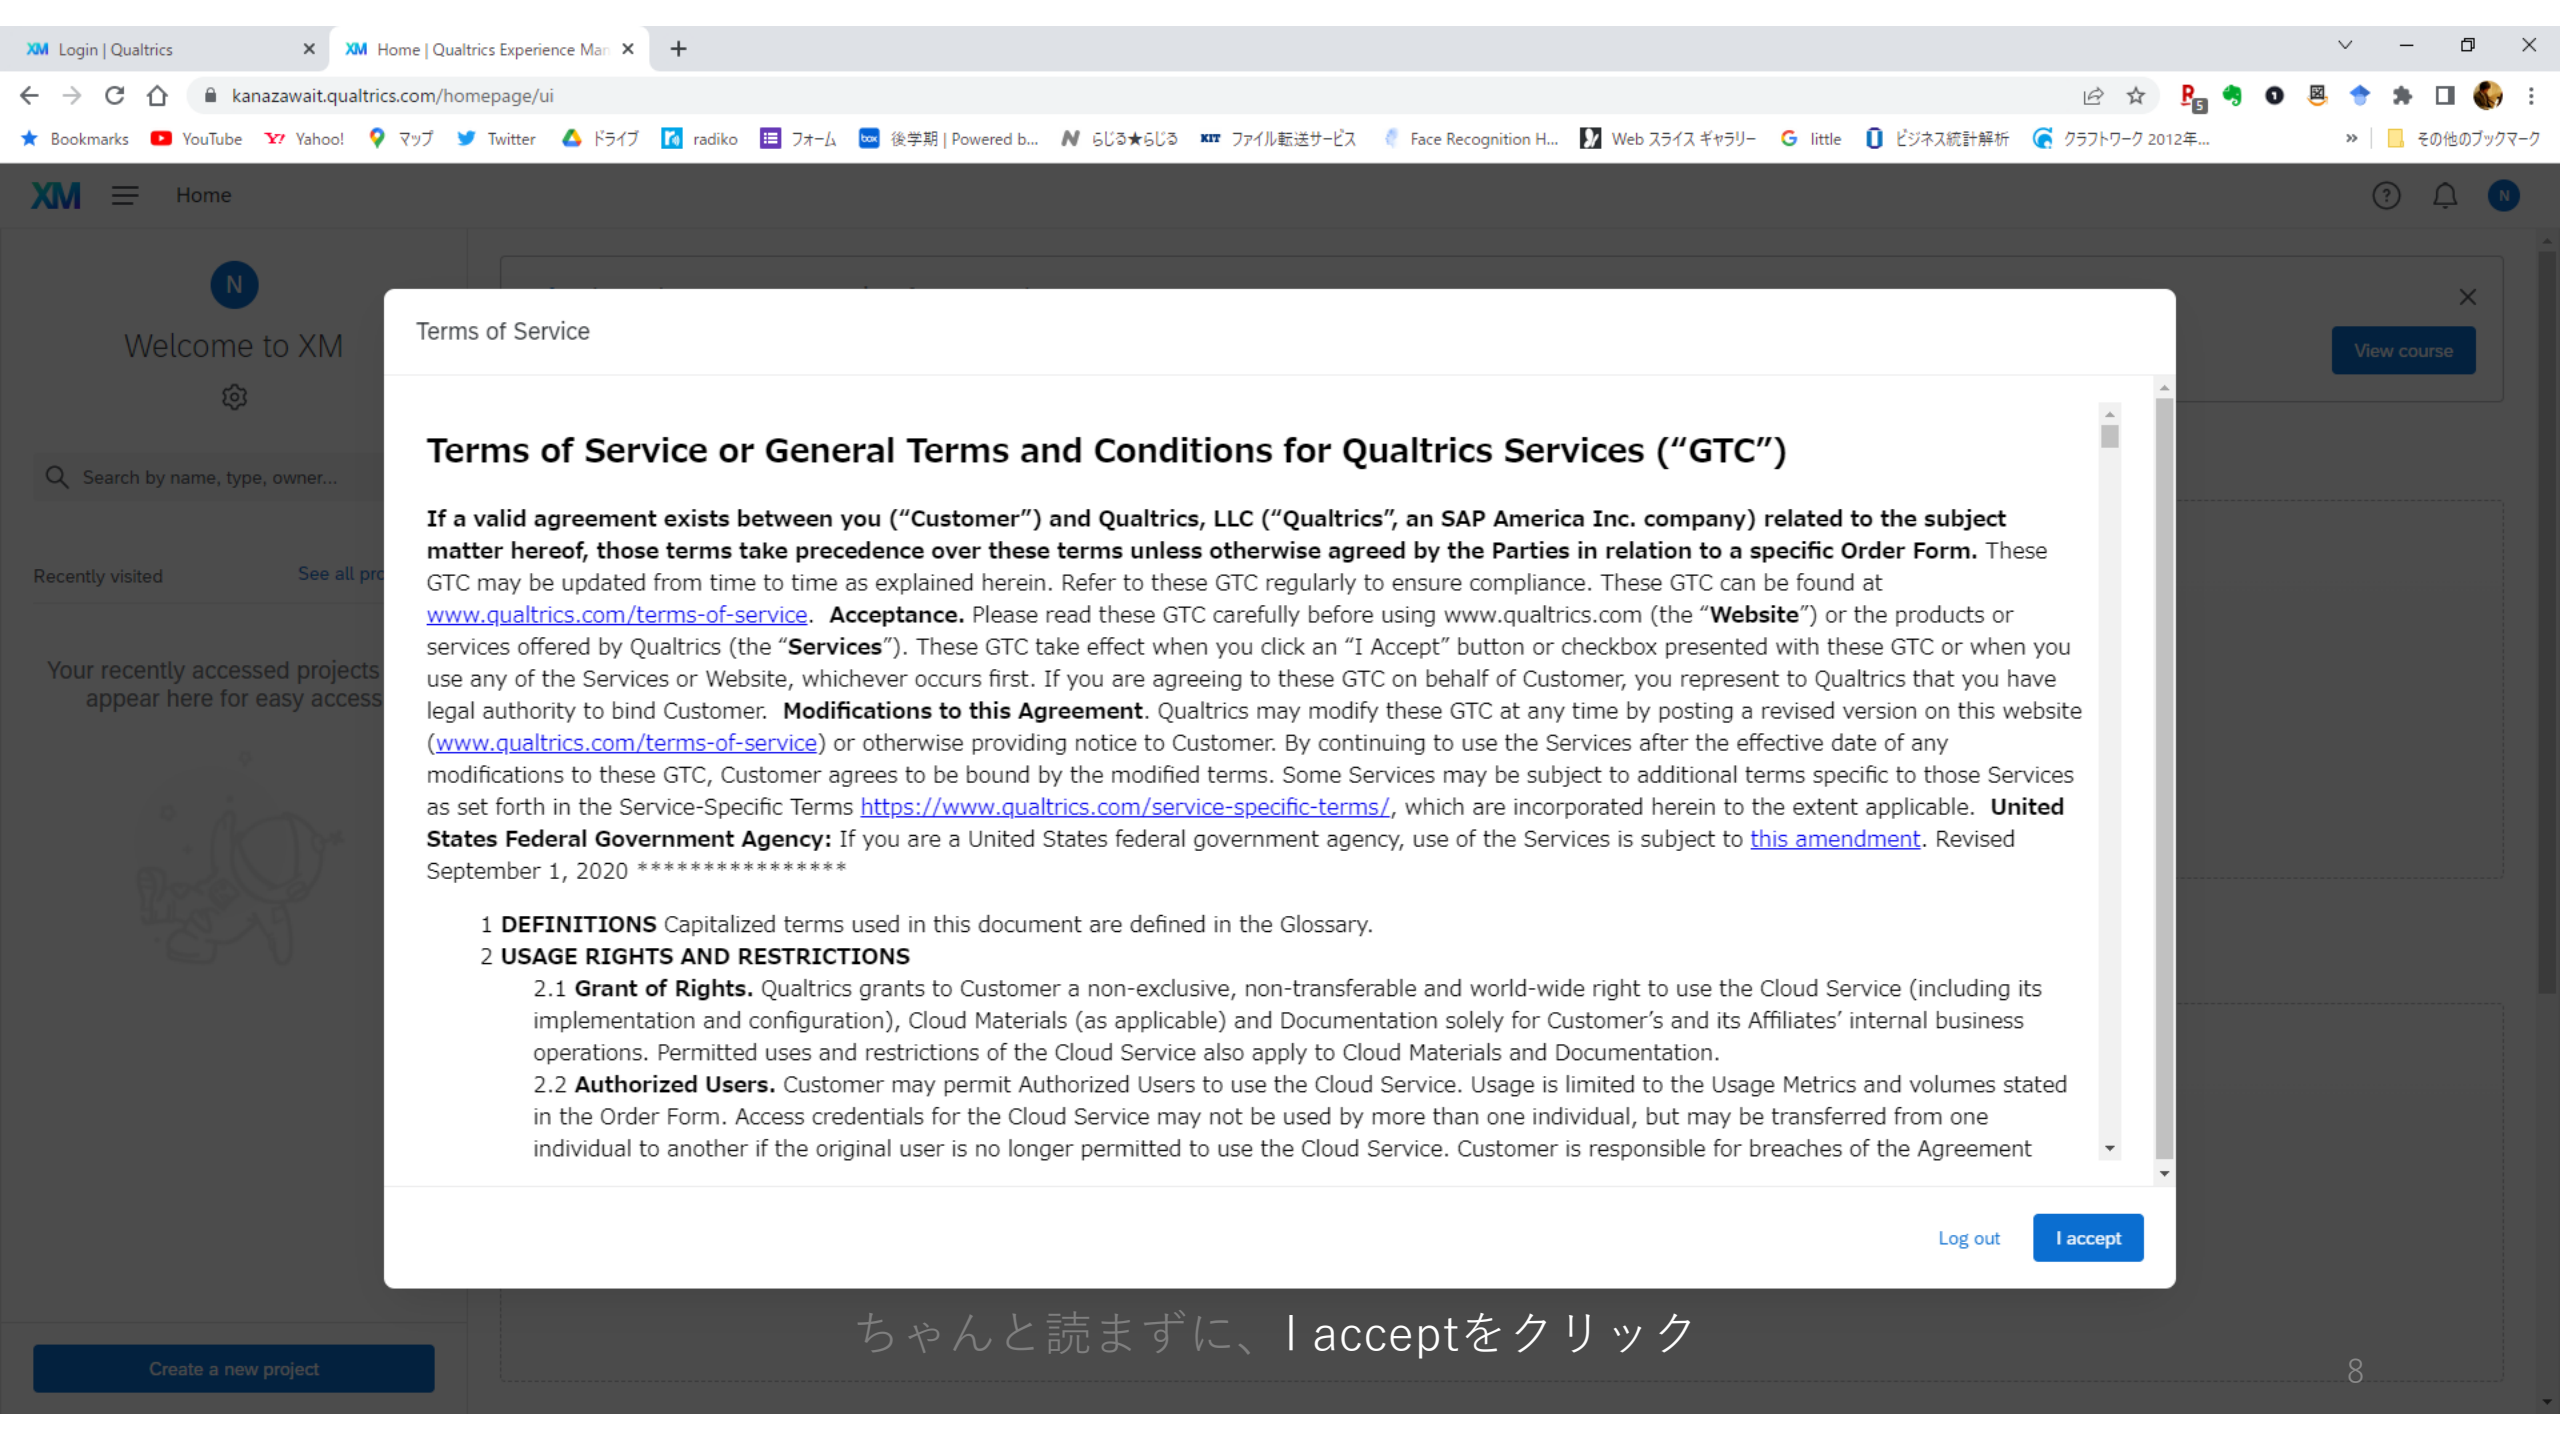 XM Login | Qualtrics
XM Home | Qualtrics Experience Man
kanazawait.qualtrics.com/homepage/ui
Bookmarks YouTube Yahoo! マップ Twitter ドライブ radiko フォーム box 後学期 | Powered b... らじる★らじる KIT ファイル転送サービス Face Recognition H... Web スライス ギャラリー little ビジネス統計解析 クラフトワーク 2012年... » その他のブックマーク
XM Home N
N
Welcome to XM
View course
Search by name, type, owner...
Recently visited See all pro
Your recently accessed projects
appear here for easy access
Create a new project
Terms of Service
Terms of Service or General Terms and Conditions for Qualtrics Services (“GTC”)
If a valid agreement exists between you (“Customer”) and Qualtrics, LLC (“Qualtrics”, an SAP America Inc. company) related to the subject
matter hereof, those terms take precedence over these terms unless otherwise agreed by the Parties in relation to a specific Order Form. These
GTC may be updated from time to time as explained herein. Refer to these GTC regularly to ensure compliance. These GTC can be found at
www.qualtrics.com/terms-of-service. Acceptance. Please read these GTC carefully before using www.qualtrics.com (the “Website”) or the products or
services offered by Qualtrics (the “Services”). These GTC take effect when you click an “I Accept” button or checkbox presented with these GTC or when you
use any of the Services or Website, whichever occurs first. If you are agreeing to these GTC on behalf of Customer, you represent to Qualtrics that you have
legal authority to bind Customer. Modifications to this Agreement. Qualtrics may modify these GTC at any time by posting a revised version on this website
(www.qualtrics.com/terms-of-service) or otherwise providing notice to Customer. By continuing to use the Services after the effective date of any
modifications to these GTC, Customer agrees to be bound by the modified terms. Some Services may be subject to additional terms specific to those Services
as set forth in the Service-Specific Terms https://www.qualtrics.com/service-specific-terms/, which are incorporated herein to the extent applicable. United
States Federal Government Agency: If you are a United States federal government agency, use of the Services is subject to this amendment. Revised
September 1, 2020 ****************
1 DEFINITIONS Capitalized terms used in this document are defined in the Glossary.
2 USAGE RIGHTS AND RESTRICTIONS
2.1 Grant of Rights. Qualtrics grants to Customer a non-exclusive, non-transferable and world-wide right to use the Cloud Service (including its
implementation and configuration), Cloud Materials (as applicable) and Documentation solely for Customer’s and its Affiliates’ internal business
operations. Permitted uses and restrictions of the Cloud Service also apply to Cloud Materials and Documentation.
2.2 Authorized Users. Customer may permit Authorized Users to use the Cloud Service. Usage is limited to the Usage Metrics and volumes stated
in the Order Form. Access credentials for the Cloud Service may not be used by more than one individual, but may be transferred from one
individual to another if the original user is no longer permitted to use the Cloud Service. Customer is responsible for breaches of the Agreement
Log out I accept
ちゃんと読まずに、I acceptをクリック
8